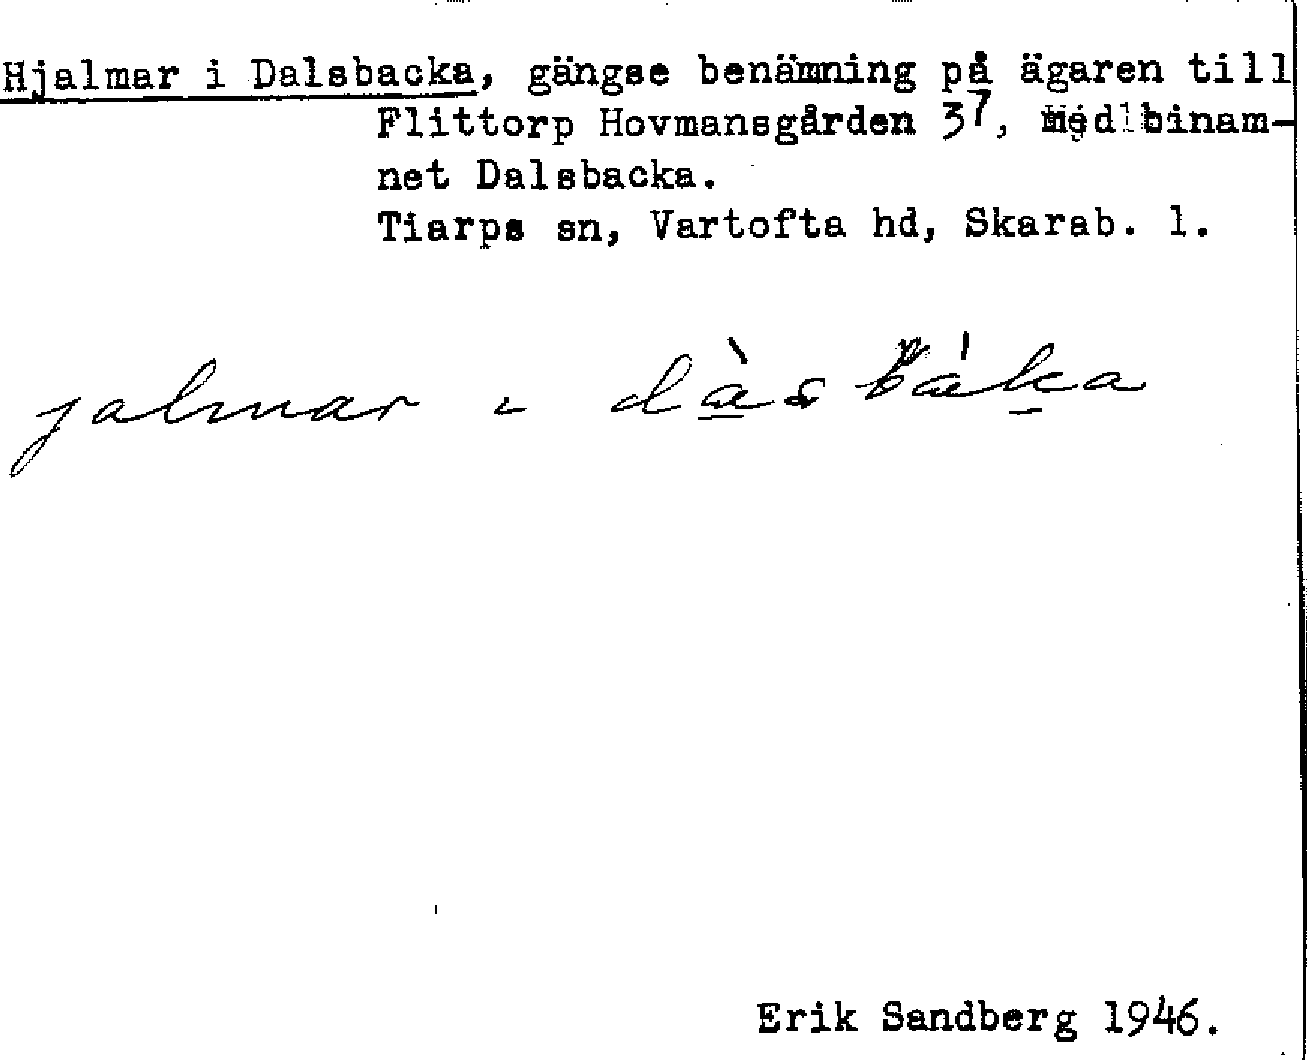 Hjalmar i Dalsbacka, gängse benämning på ägaren till
Flittorp Hovmansgården 3⁷, med binam-
net Dalsbacka.
Tiarps sn, Vartofta hd, Skarab. l.
jalmar i dàsbáka
Erik Sandberg 1946.